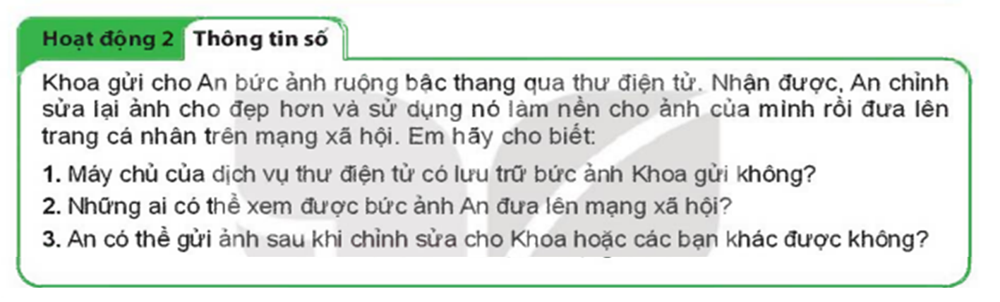 Hoạt động 2 Thông tin số
Khoa gửi cho An bức ảnh ruộng bậc thang qua thư điện tử. Nhận được, An chỉnh
sửa lại ảnh cho đẹp hơn và sử dụng nó làm nền cho ảnh của mình rồi đưa lên
trang cá nhân trên mạng xã hội. Em hãy cho biết:
1. Máy chủ của dịch vụ thư điện tử có lưu trữ bức ảnh Khoa gửi không?
2. Những ai có thể xem được bức ảnh An đưa lên mạng xã hội?
3. An có thể gửi ảnh sau khi chỉnh sửa cho Khoa hoặc các bạn khác được không?